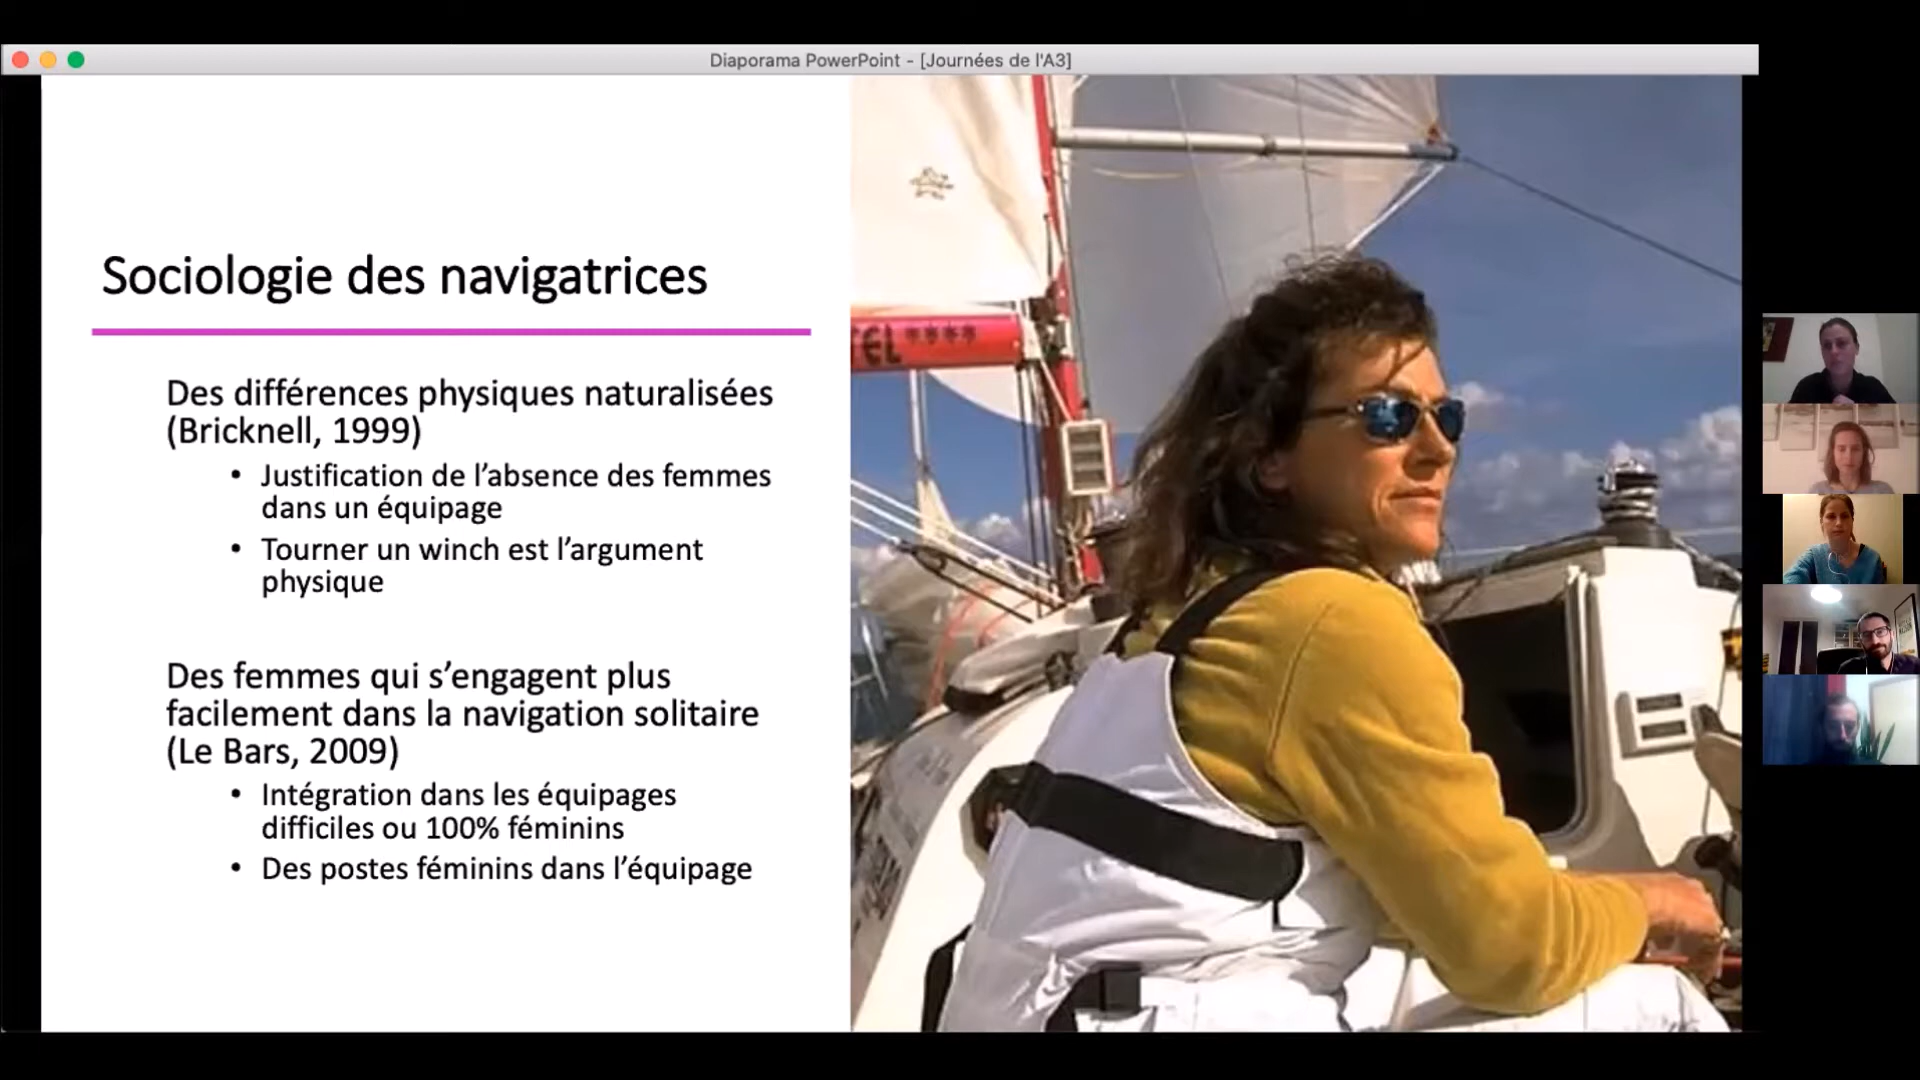 Diaporama PowerPoint - [Journées de l'A3]
Sociologie des navigatrices
TEL****
Des différences physiques naturalisées
(Bricknell, 1999)
• Justification de l’absence des femmes
dans un équipage
• Tourner un winch est l’argument
physique
Des femmes qui s’engagent plus
facilement dans la navigation solitaire
(Le Bars, 2009)
• Intégration dans les équipages
difficiles ou 100% féminins
• Des postes féminins dans l’équipage